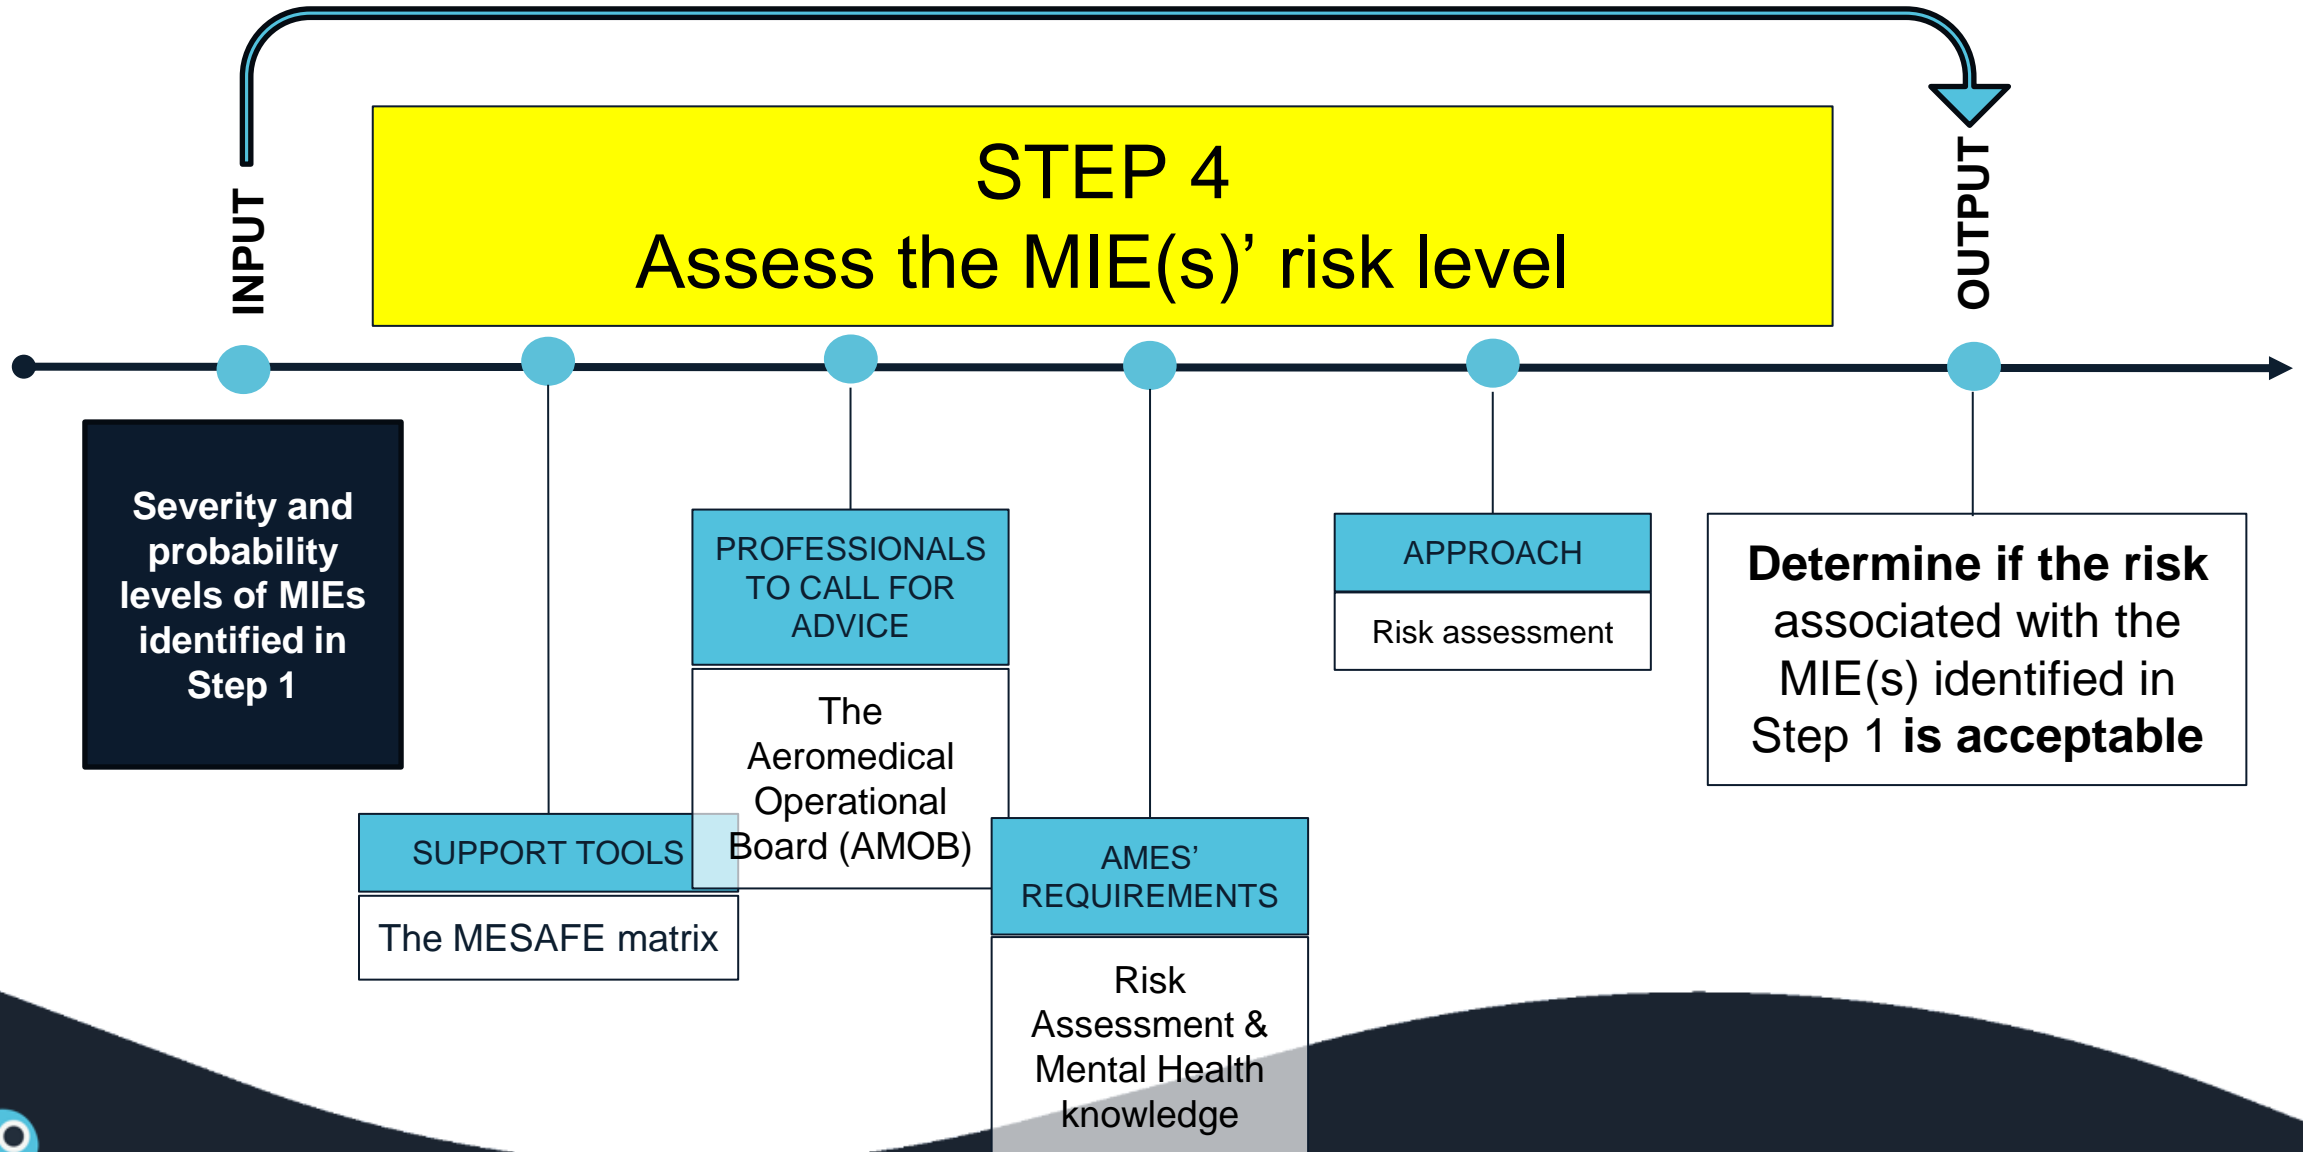 STEP 4
Assess the MIE(s)’ risk level
INPUT
OUTPUT
Severity and
probability
levels of MIEs
identified in
Step 1
SUPPORT TOOLS
The MESAFE matrix
PROFESSIONALS
TO CALL FOR
ADVICE
The
Aeromedical
Operational
Board (AMOB)
AMES’
REQUIREMENTS
Risk
Assessment &
Mental Health
knowledge
APPROACH
Risk assessment
Determine if the risk
associated with the
MIE(s) identified in
Step 1 is acceptable